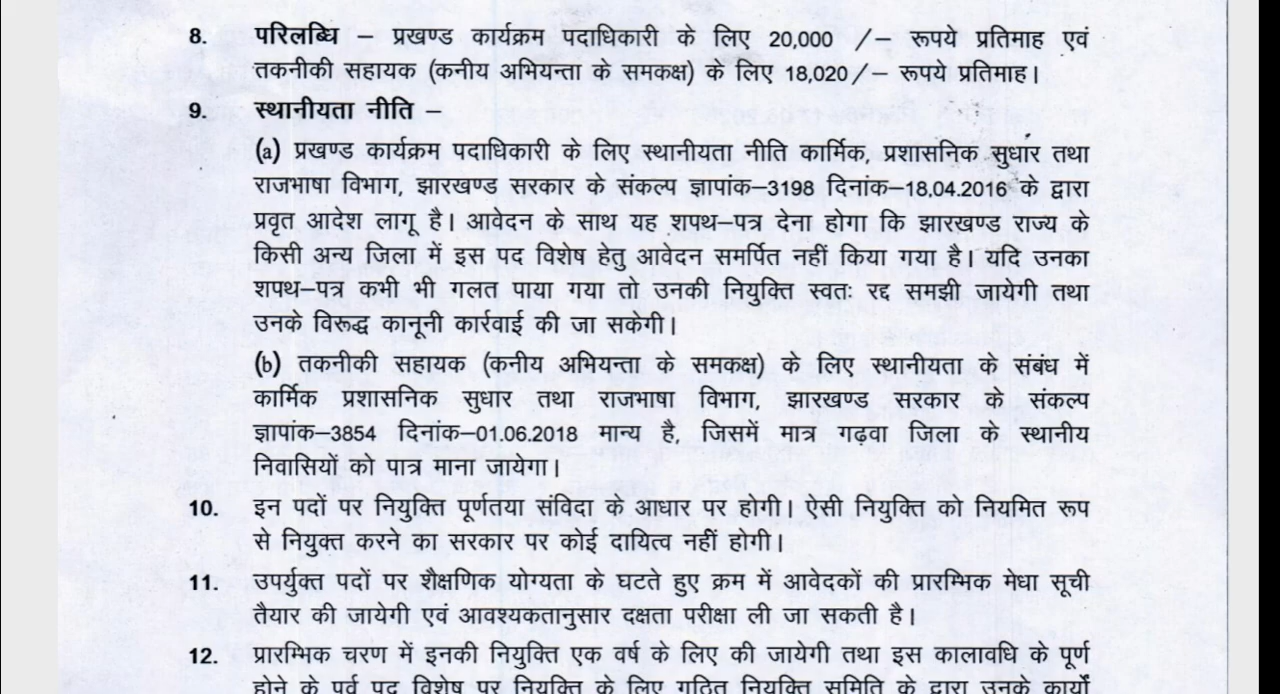 8. परिलब्धि – प्रखण्ड कार्यक्रम पदाधिकारी के लिए 20,000 /– रूपये प्रतिमाह एवं
तकनीकी सहायक (कनीय अभियन्ता के समकक्ष) के लिए 18,020/– रूपये प्रतिमाह।
9. स्थानीयता नीति –
(a) प्रखण्ड कार्यक्रम पदाधिकारी के लिए स्थानीयता नीति कार्मिक, प्रशासनिक सुधार तथा
राजभाषा विभाग, झारखण्ड सरकार के संकल्प ज्ञापांक–3198 दिनांक–18.04.2016 के द्वारा
प्रवृत आदेश लागू है। आवेदन के साथ यह शपथ–पत्र देना होगा कि झारखण्ड राज्य के
किसी अन्य जिला में इस पद विशेष हेतु आवेदन समर्पित नहीं किया गया है। यदि उनका
शपथ–पत्र कभी भी गलत पाया गया तो उनकी नियुक्ति स्वतः रद्द समझी जायेगी तथा
उनके विरूद्ध कानूनी कार्रवाई की जा सकेगी।
(b) तकनीकी सहायक (कनीय अभियन्ता के समकक्ष) के लिए स्थानीयता के संबंध में
कार्मिक प्रशासनिक सुधार तथा राजभाषा विभाग, झारखण्ड सरकार के संकल्प
ज्ञापांक–3854 दिनांक–01.06.2018 मान्य है, जिसमें मात्र गढ़वा जिला के स्थानीय
निवासियों को पात्र माना जायेगा।
10. इन पदों पर नियुक्ति पूर्णतया संविदा के आधार पर होगी। ऐसी नियुक्ति को नियमित रूप
से नियुक्त करने का सरकार पर कोई दायित्व नहीं होगी।
11. उपर्युक्त पदों पर शैक्षणिक योग्यता के घटते हुए क्रम में आवेदकों की प्रारम्भिक मेधा सूची
तैयार की जायेगी एवं आवश्यकतानुसार दक्षता परीक्षा ली जा सकती है।
12. प्रारम्भिक चरण में इनकी नियुक्ति एक वर्ष के लिए की जायेगी तथा इस कालावधि के पूर्ण
होने के पूर्व पद विशेष पर नियुक्ति के लिए गठित नियुक्ति समिति के द्वारा उनके कार्यों